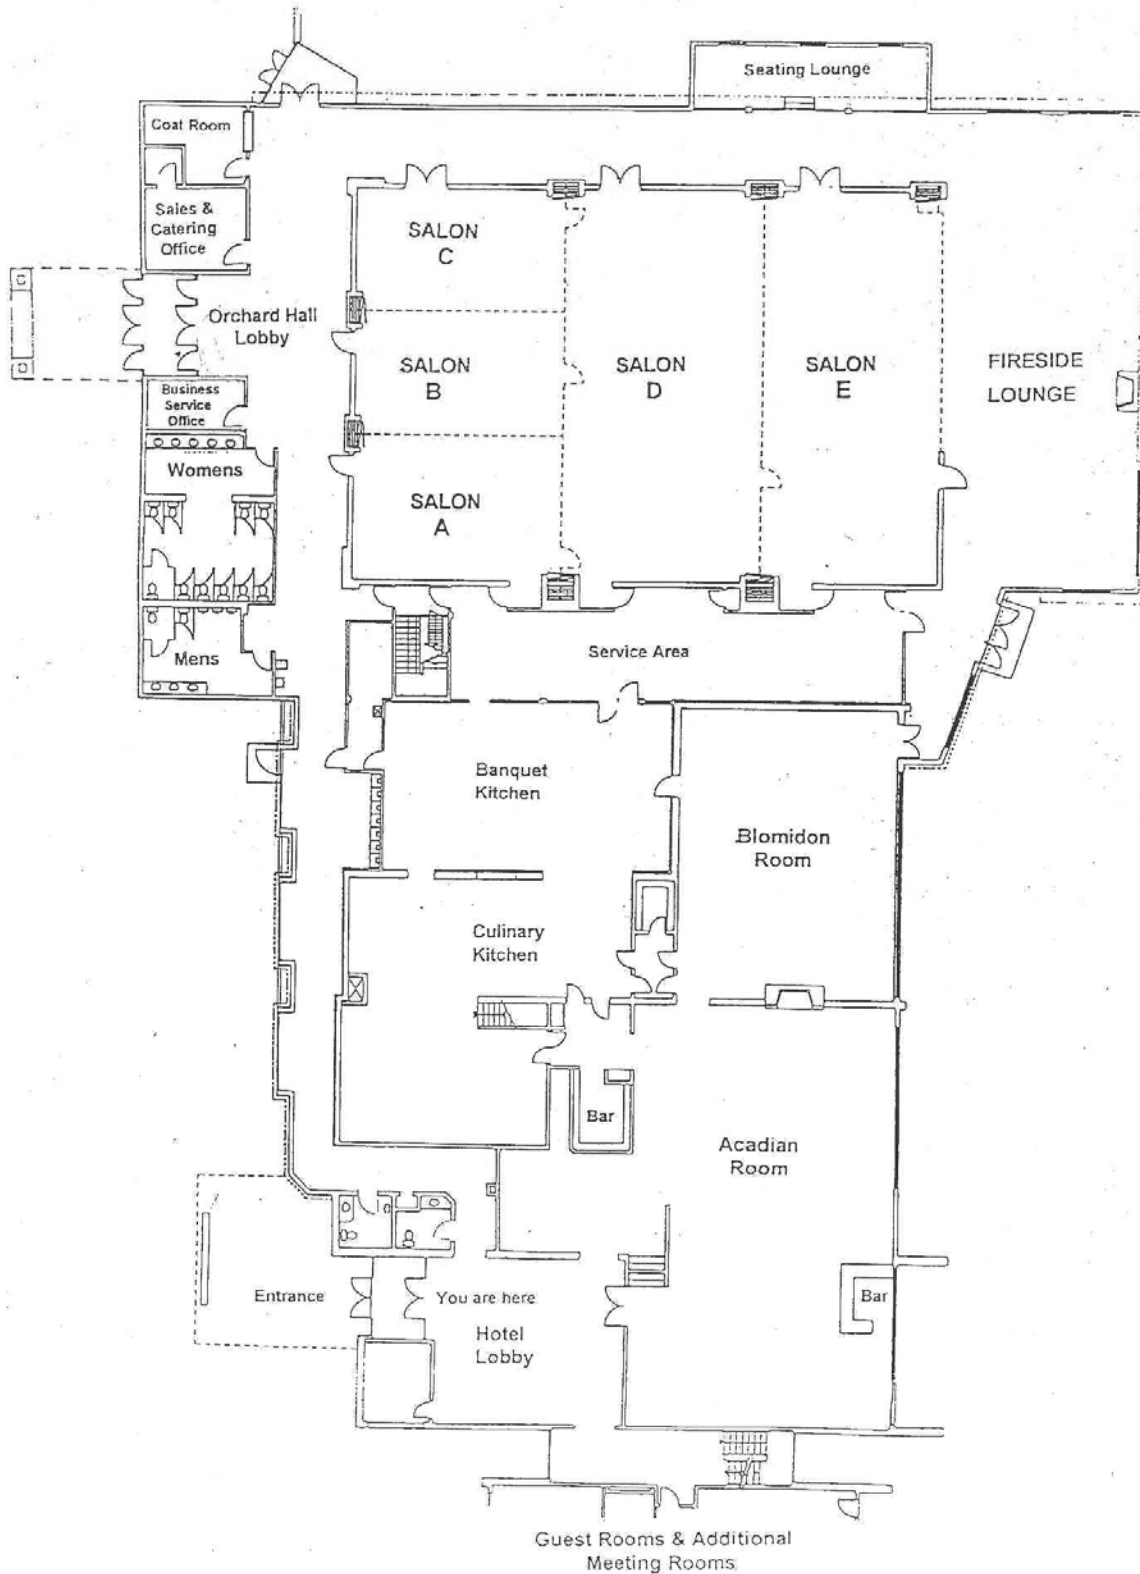 Seating Lounge
Coat Room
Sales &
Catering
Office
SALON
C
Orchard Hall
Lobby
SALON
B
SALON
D
SALON
E
FIRESIDE
LOUNGE
Business
Service
Office
Womens
SALON
A
Mens
Service Area
Banquet
Kitchen
Blomidon
Room
Culinary
Kitchen
Bar
Acadian
Room
Entrance
You are here
Hotel
Lobby
Bar
Guest Rooms & Additional
Meeting Rooms